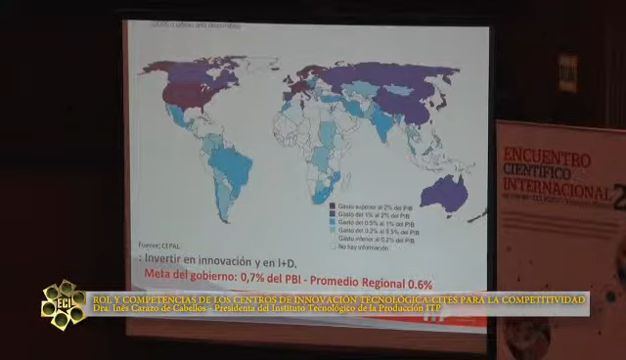 Gasto superior al 2% del PIB
Gasto del 1% al 2% del PIB
Gasto del 0.5% al 1% del PIB
Gasto del 0.2% al 0.5% del PIB
Gasto inferior al 0.2% del PIB
No hay información
Fuente: CEPAL
: Invertir en innovación y en I+D.
Meta del gobierno: 0,7% del PBI - Promedio Regional 0.6%
ENCUENTRO
CIENTÍFICO
INTERNACIONAL 2
ECI
ROL Y COMPETENCIAS DE LOS CENTROS DE INNOVACIÓN TECNOLÓGICA-CITES PARA LA COMPETITIVIDAD
Dra. Inés Carazo de Cabellos - Presidenta del Instituto Tecnológico de la Producción ITP